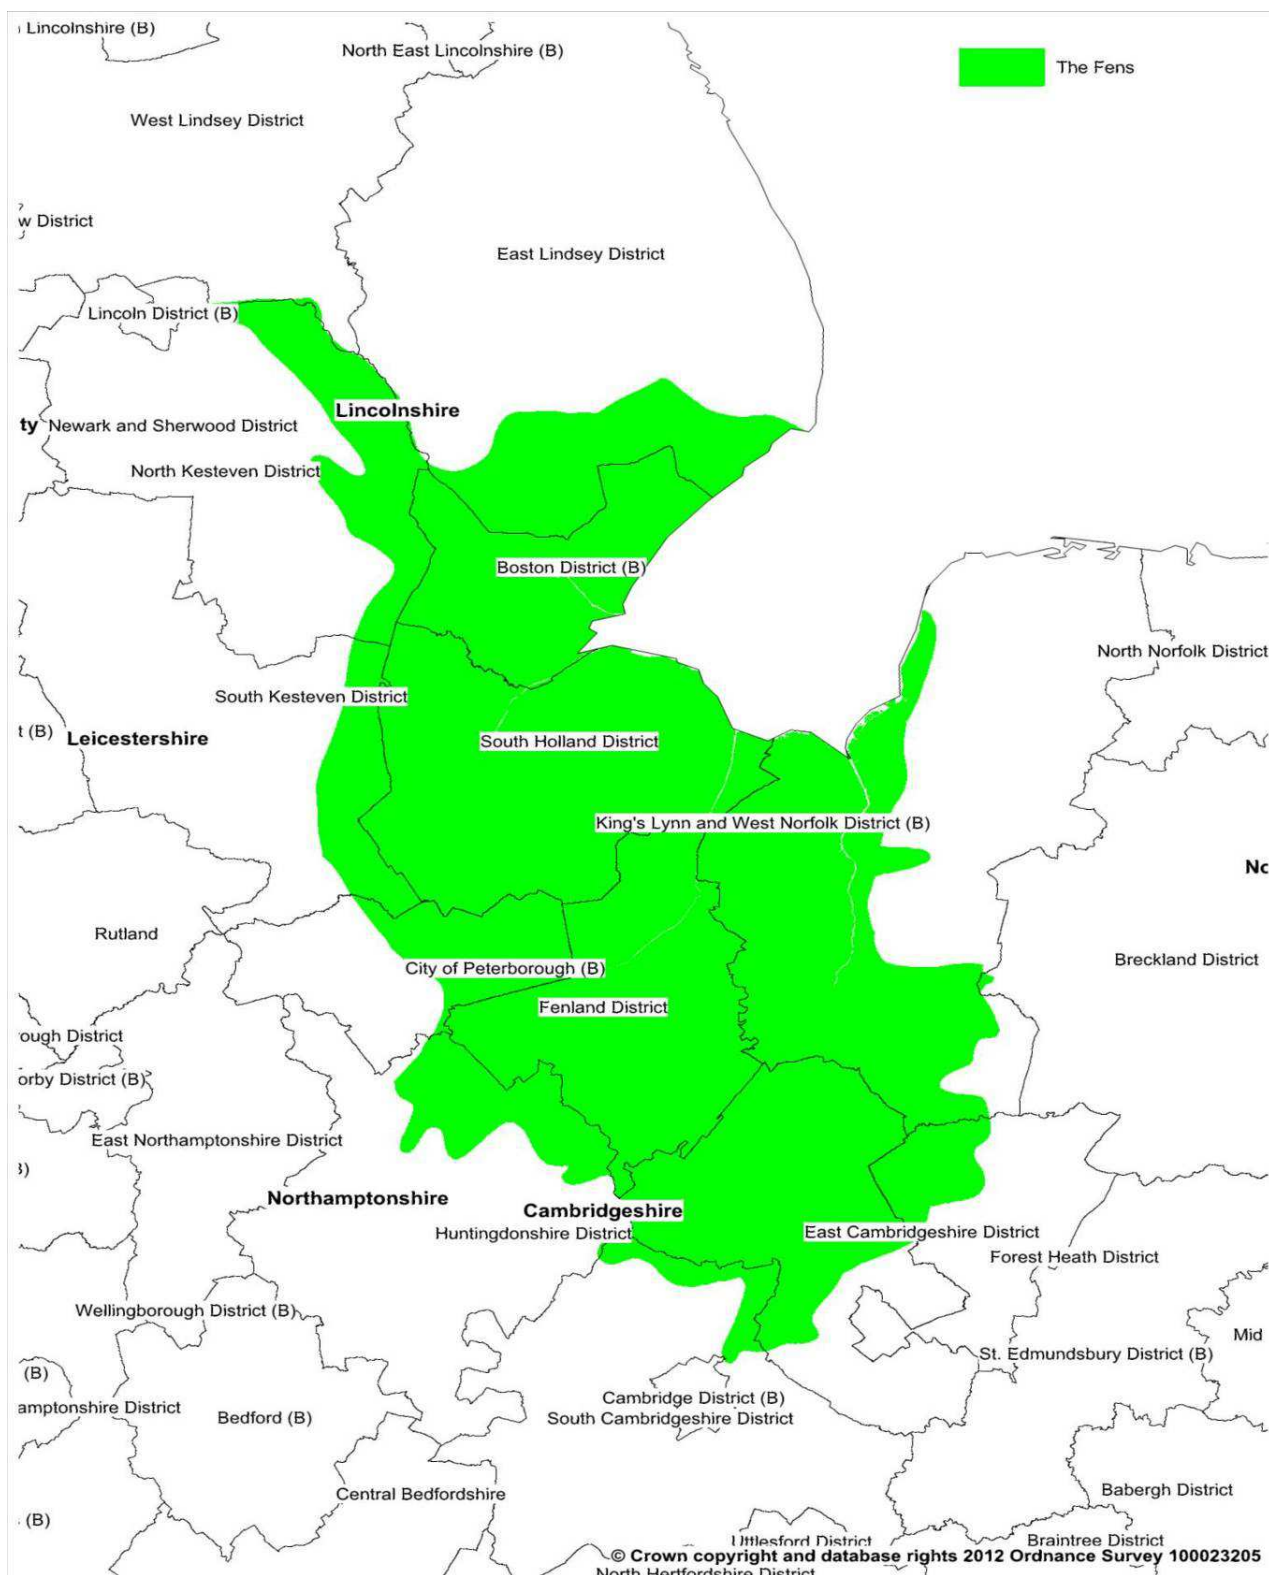 Lincolnshire (B)
North East Lincolnshire (B)
The Fens
West Lindsey District
w District
East Lindsey District
Lincoln District (B)
Lincolnshire
ty Newark and Sherwood District
North Kesteven District
Boston District (B)
North Norfolk District
South Kesteven District
t (B) Leicestershire
South Holland District
King's Lynn and West Norfolk District (B)
No
Rutland
Breckland District
City of Peterborough (B)
Fenland District
ough District
orby District (B)
East Northamptonshire District
B)
Northamptonshire
Cambridgeshire
Huntingdonshire District
East Cambridgeshire District
Forest Heath District
Wellingborough District (B)
Mid
St. Edmundsbury District (B)
(B)
Cambridge District (B)
amptonshire District
Bedford (B)
South Cambridgeshire District
Central Bedfordshire
Babergh District
(B)
Uttlesford District
Braintree District
© Crown copyright and database rights 2012 Ordnance Survey 100023205
North Hertfordshire District